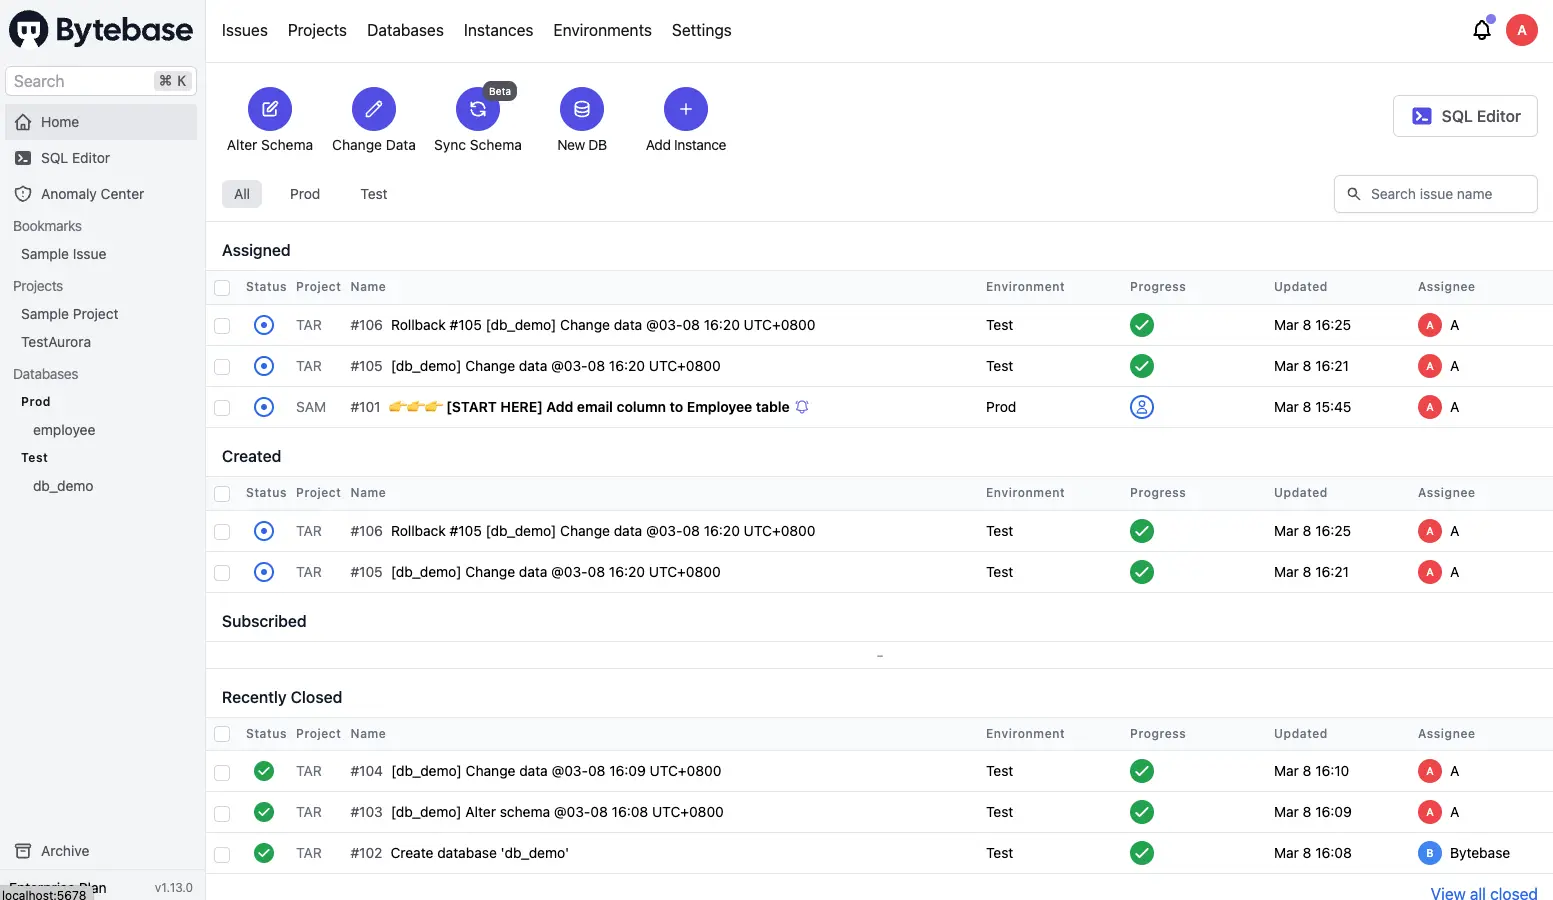 Bytebase
Issues Projects Databases Instances Environments Settings
A
Search ⌘ K
Home
SQL Editor
Anomaly Center
Bookmarks
Sample Issue
Projects
Sample Project
TestAurora
Databases
Prod
employee
Test
db_demo
Archive
Plan v1.13.0
localhost:5678
Beta
Alter Schema Change Data Sync Schema New DB Add Instance
SQL Editor
All Prod Test
Search issue name
Assigned
Status Project Name Environment Progress Updated Assignee
TAR #106 Rollback #105 [db_demo] Change data @03-08 16:20 UTC+0800 Test Mar 8 16:25 A A
TAR #105 [db_demo] Change data @03-08 16:20 UTC+0800 Test Mar 8 16:21 A A
SAM #101 👉👉👉 [START HERE] Add email column to Employee table Prod Mar 8 15:45 A A
Created
Status Project Name Environment Progress Updated Assignee
TAR #106 Rollback #105 [db_demo] Change data @03-08 16:20 UTC+0800 Test Mar 8 16:25 A A
TAR #105 [db_demo] Change data @03-08 16:20 UTC+0800 Test Mar 8 16:21 A A
Subscribed
-
Recently Closed
Status Project Name Environment Progress Updated Assignee
TAR #104 [db_demo] Change data @03-08 16:09 UTC+0800 Test Mar 8 16:10 A A
TAR #103 [db_demo] Alter schema @03-08 16:08 UTC+0800 Test Mar 8 16:09 A A
TAR #102 Create database 'db_demo' Test Mar 8 16:08 B Bytebase
View all closed